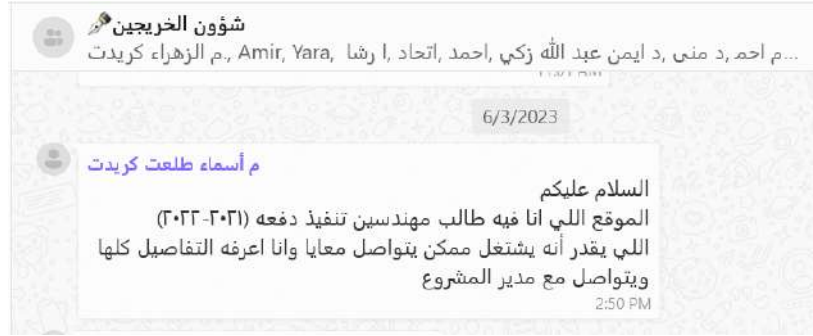 شؤون الخريجين🖋
م احمد, د منى, د ايمن عبد الله زكي, احمد, اتحاد, ا رشا, Amir, Yara, م. الزهراء كريدت...
6/3/2023
م أسماء طلعت كريدت
السلام عليكم
الموقع اللي انا فيه طالب مهندسين تنفيذ دفعه (٢٠٢١-٢٠٢٢)
اللي يقدر أنه يشتغل ممكن يتواصل معايا وانا اعرفه التفاصيل كلها
ويتواصل مع مدير المشروع
2:50 PM